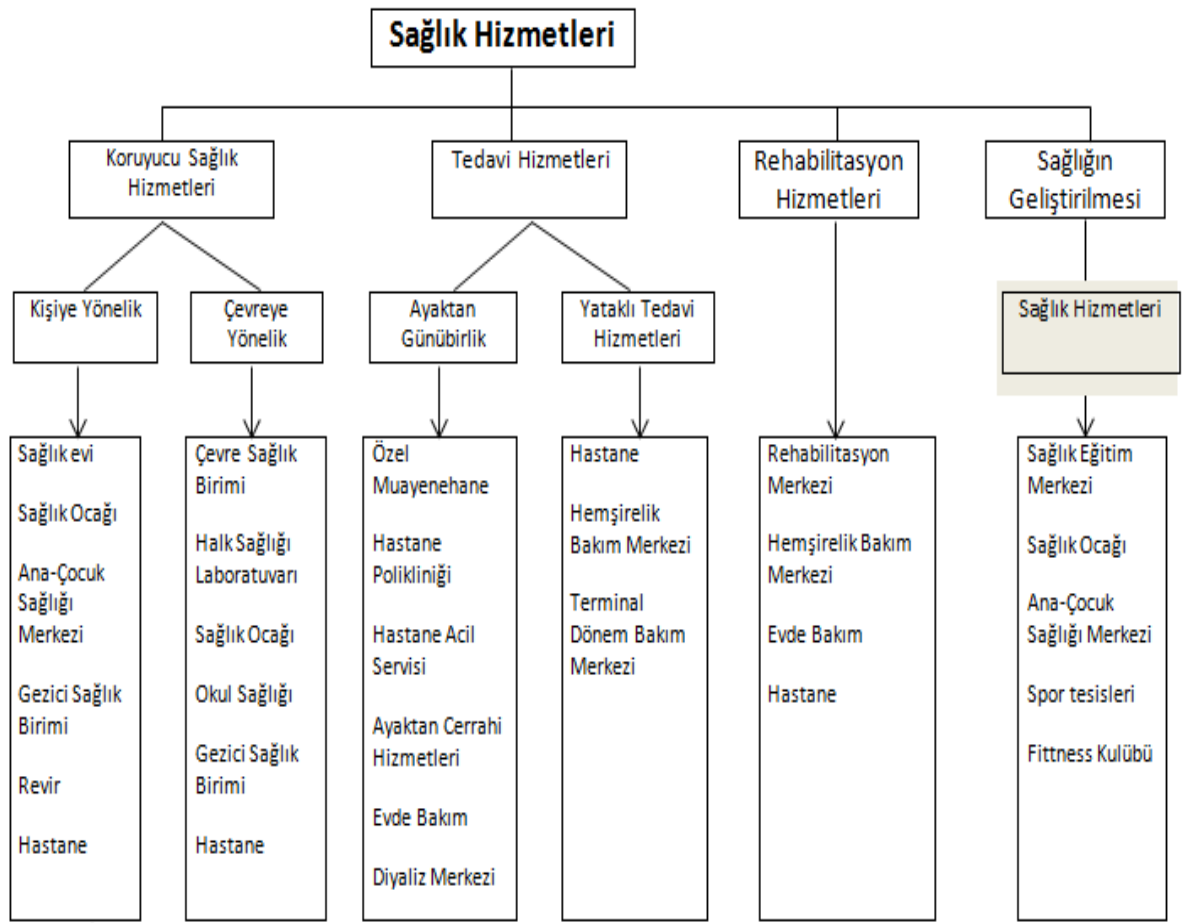 Sağlık Hizmetleri
Koruyucu Sağlık
Hizmetleri
Tedavi Hizmetleri
Rehabilitasyon
Hizmetleri
Sağlığın
Geliştirilmesi
Kişiye Yönelik
Çevreye
Yönelik
Ayaktan
Günübirlik
Yataklı Tedavi
Hizmetleri
Sağlık Hizmetleri
Sağlık evi
Sağlık Ocağı
Ana-Çocuk
Sağlığı
Merkezi
Gezici Sağlık
Birimi
Revir
Hastane
Çevre Sağlık
Birimi
Halk Sağlığı
Laboratuvarı
Sağlık Ocağı
Okul Sağlığı
Gezici Sağlık
Birimi
Hastane
Özel
Muayenehane
Hastane
Polikliniği
Hastane Acil
Servisi
Ayaktan Cerrahi
Hizmetleri
Evde Bakım
Diyaliz Merkezi
Hastane
Hemşirelik
Bakım Merkezi
Terminal
Dönem Bakım
Merkezi
Rehabilitasyon
Merkezi
Hemşirelik Bakım
Merkezi
Evde Bakım
Hastane
Sağlık Eğitim
Merkezi
Sağlık Ocağı
Ana-Çocuk
Sağlığı Merkezi
Spor tesisleri
Fittness Kulübü